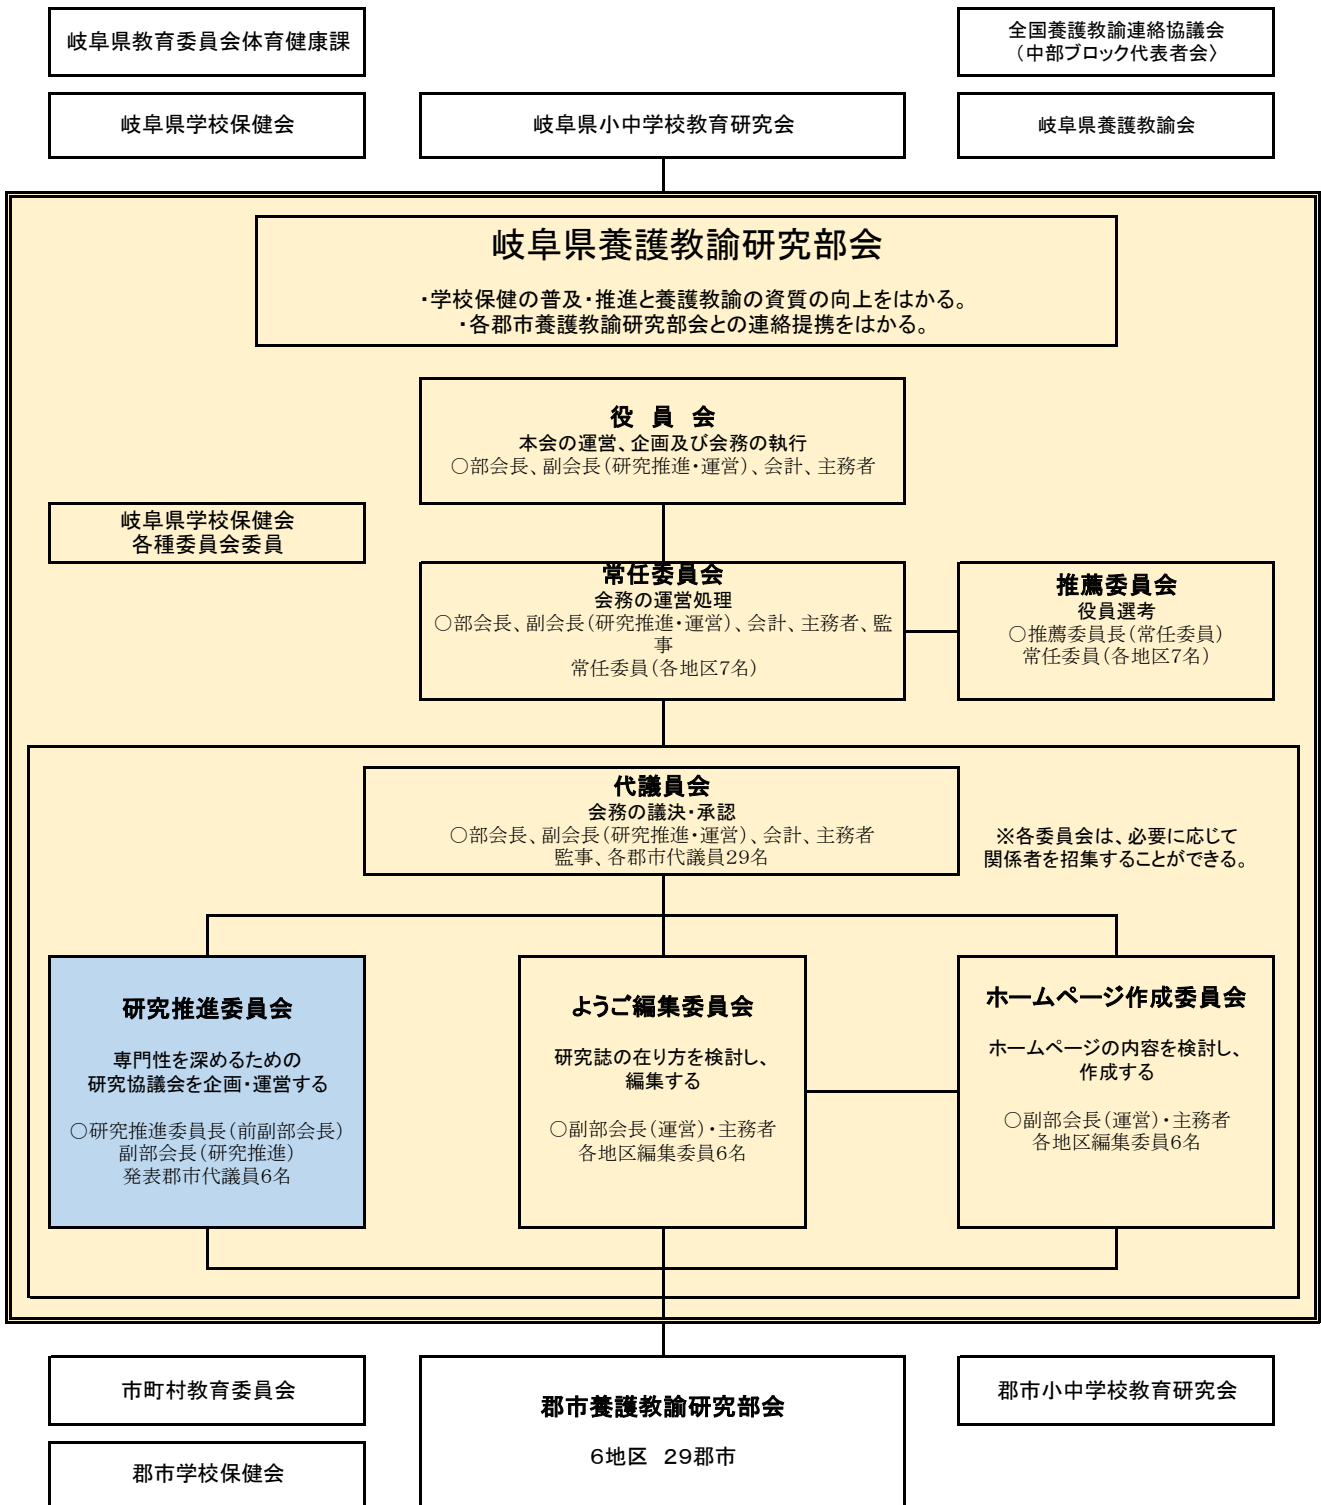 岐阜県教育委員会体育健康課
全国養護教諭連絡協議会
（中部ブロック代表者会〉
岐阜県学校保健会
岐阜県小中学校教育研究会
岐阜県養護教諭会
岐阜県養護教諭研究部会
・学校保健の普及・推進と養護教諭の資質の向上をはかる。
・各郡市養護教諭研究部会との連絡提携をはかる。
役 員 会
本会の運営、企画及び会務の執行
○部会長、副会長（研究推進・運営）、会計、主務者
岐阜県学校保健会
各種委員会委員
常任委員会
会務の運営処理
○部会長、副会長（研究推進・運営）、会計、主務者、監
事
常任委員（各地区7名）
推薦委員会
役員選考
○推薦委員長（常任委員）
常任委員（各地区7名）
代議員会
会務の議決・承認
○部会長、副会長（研究推進・運営）、会計、主務者
監事、各郡市代議員29名
※各委員会は、必要に応じて
関係者を招集することができる。
研究推進委員会
専門性を深めるための
研究協議会を企画・運営する
○研究推進委員長（前副部会長）
副部会長（研究推進）
発表郡市代議員6名
ようご編集委員会
研究誌の在り方を検討し、
編集する
○副部会長（運営）・主務者
各地区編集委員6名
ホームページ作成委員会
ホームページの内容を検討し、
作成する
○副部会長（運営）・主務者
各地区編集委員6名
市町村教育委員会
郡市養護教諭研究部会
6地区 29郡市
郡市小中学校教育研究会
郡市学校保健会